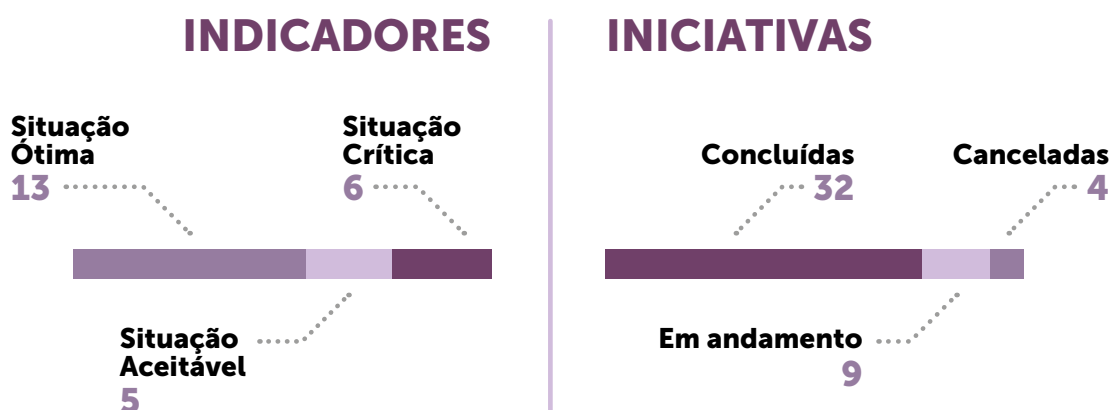 INDICADORES
Situação
Ótima
13
Situação
Crítica
6
Situação
Aceitável
5
INICIATIVAS
Concluídas
32
Canceladas
4
Em andamento
9